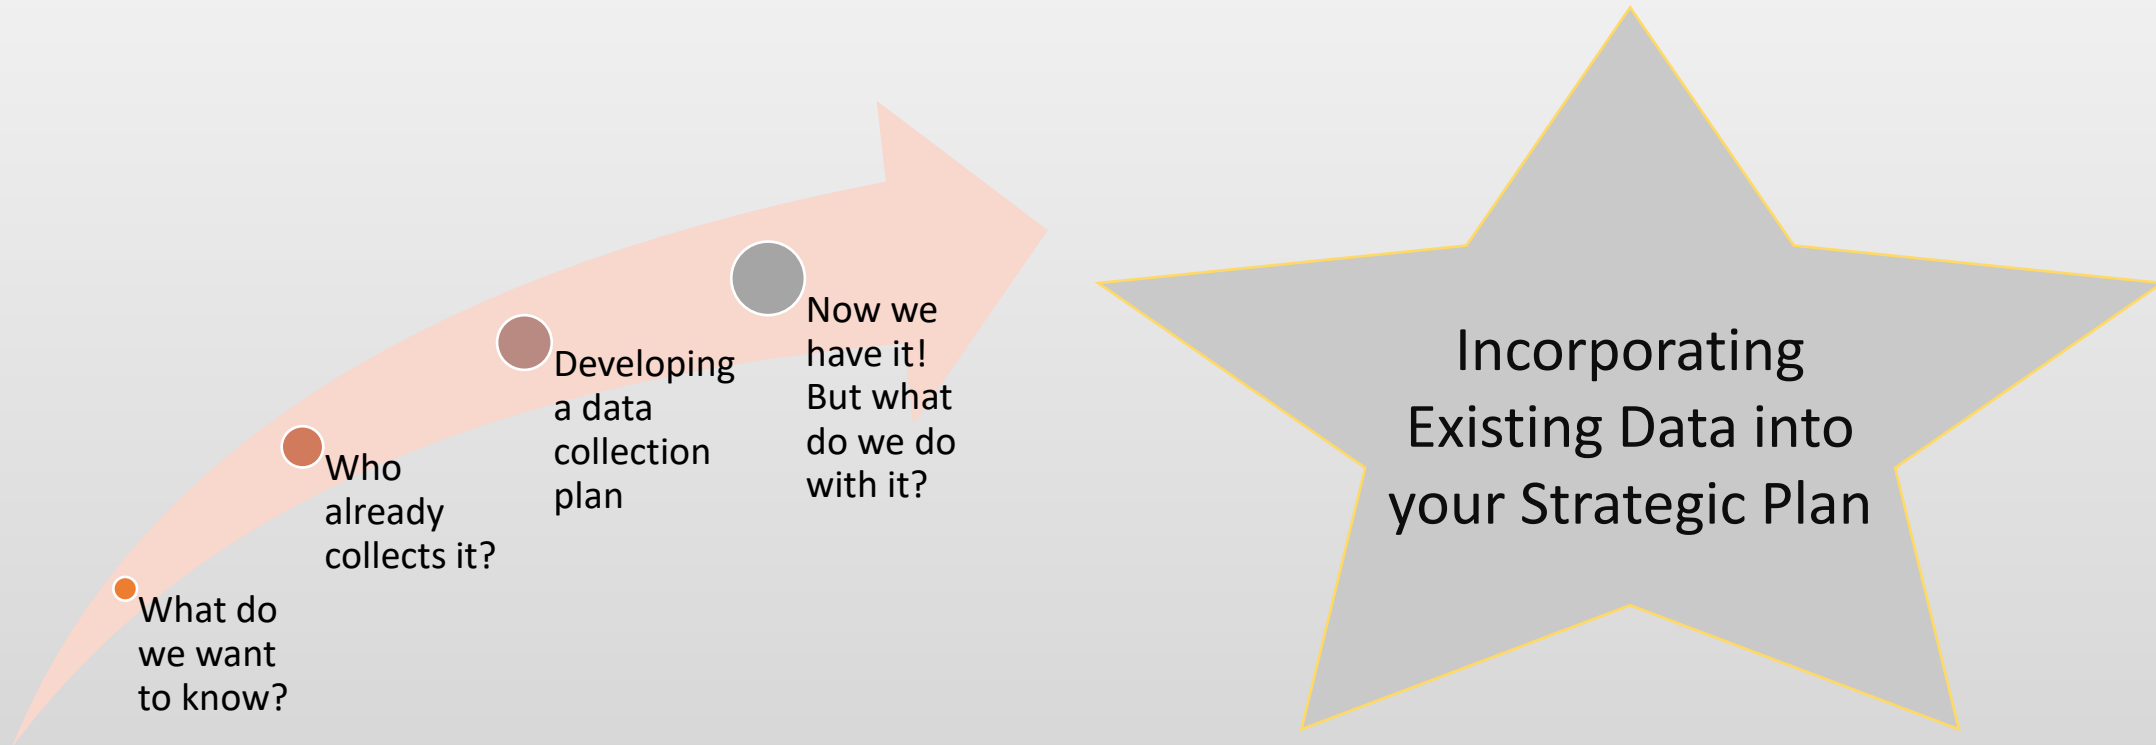 What do
we want
to know?
Who
already
collects it?
Developing
a data
collection
plan
Now we
have it!
But what
do we do
with it?
Incorporating
Existing Data into
your Strategic Plan